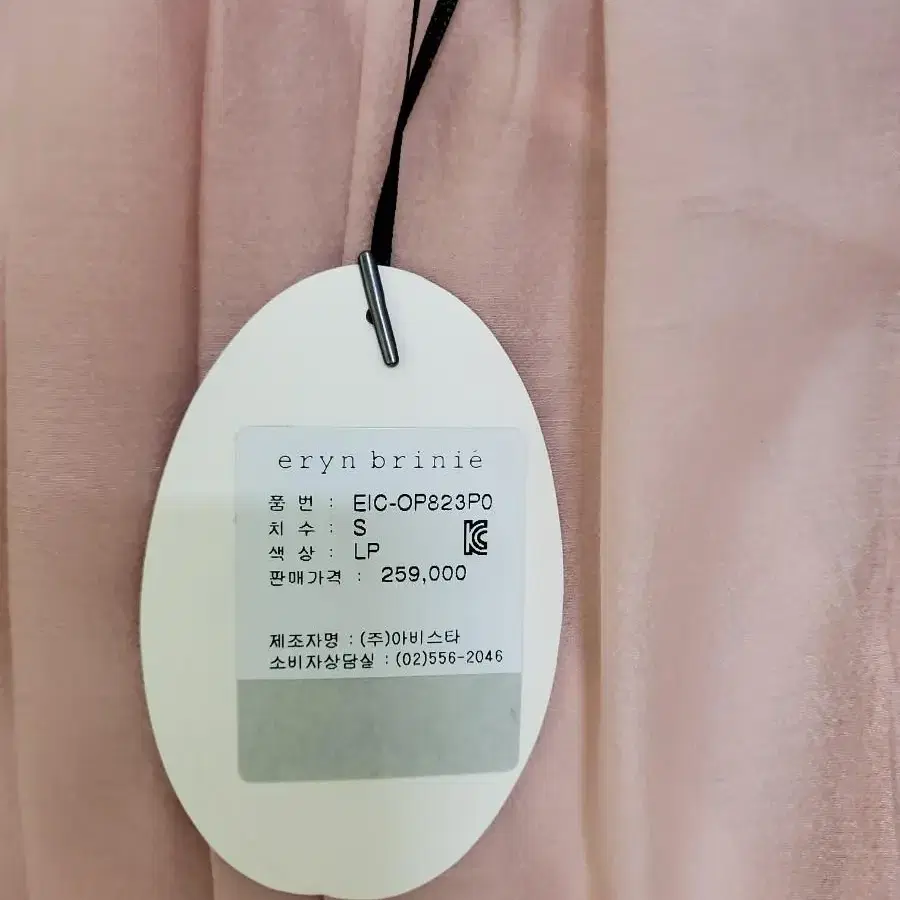 eryn brinié
품 번 : EIC-OP823P0
치 수 : S
색 상 : LP
판매가격 : 259,000
제조자명 : (주)아비스타
소비자상담실 : (02)556-2046